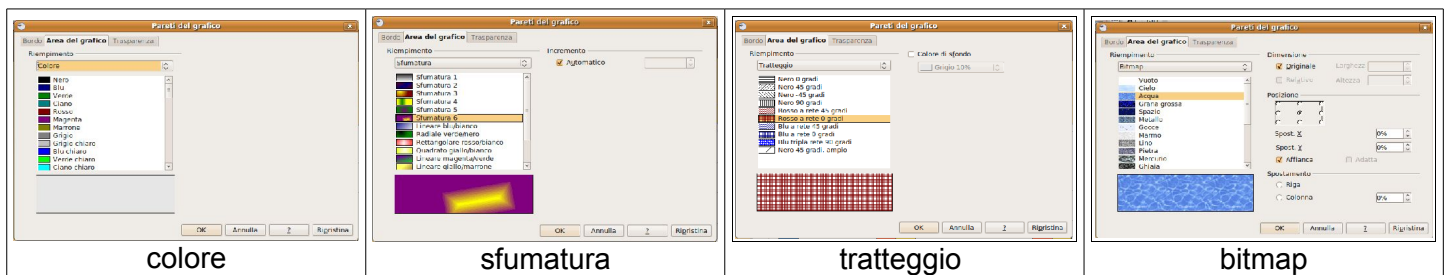 Pareti del grafico
Bordo Area del grafico Trasparenza
Riempimento
Colore
Nero
Blu
Verde
Ciano
Rosso
Magenta
Marrone
Grigio
Grigio chiaro
Blu chiaro
Verde chiaro
Ciano chiaro
OK Annulla ? Ripristina
colore
Pareti del grafico
Bordo Area del grafico Trasparenza
Riempimento
Sfumatura
Sfumatura 1
Sfumatura 2
Sfumatura 3
Sfumatura 4
Sfumatura 5
Sfumatura 6
Lineare blu/bianco
Radiale verde/nero
Rettangolare rosso/bianco
Quadrato giallo/bianco
Lineare magenta/verde
Lineare giallo/marrone
Incremento
Automatico
OK Annulla ? Ripristina
sfumatura
Pareti del grafico
Bordo Area del grafico Trasparenza
Riempimento
Tratteggio
Nero 0 gradi
Nero 45 gradi
Nero -45 gradi
Nero 90 gradi
Rosso a rete 45 gradi
Rosso a rete 0 gradi
Blu a rete 45 gradi
Blu a rete 0 gradi
Blu tripla rete 90 gradi
Nero 45 gradi, ampio
Colore di sfondo
Grigio 10%
OK Annulla ? Ripristina
tratteggio
Pareti del grafico
Bordo Area del grafico Trasparenza
Riempimento
Bitmap
Vuoto
Cielo
Acqua
Grana grossa
Spazio
Metallo
Gocce
Marmo
Lino
Pietra
Mercurio
Ghiaia
Dimensione
Originale Larghezza
Relativo Altezza
Posizione
Spost. X 0%
Spost. Y 0%
Affianca Adatta
Spostamento
Riga
Colonna 0%
OK Annulla ? Ripristina
bitmap